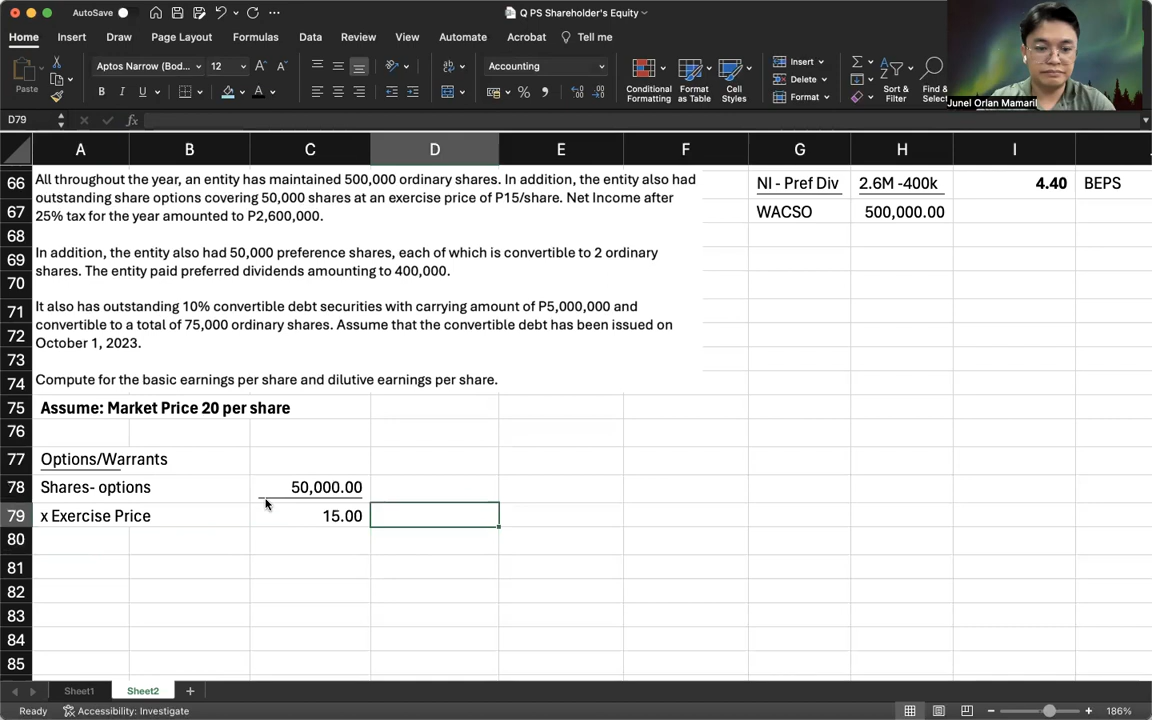 AutoSave
Q PS Shareholder's Equity
Home Insert Draw Page Layout Formulas Data Review View Automate Acrobat Tell me
Paste
Aptos Narrow (Bod... 12
B I U
Accounting
Conditional Formatting
Format as Table
Cell Styles
Insert
Delete
Format
Sort & Filter
Find & Select
Junel Orlan Mamaril
D79 fx
A B C D E F G H I
66 All throughout the year, an entity has maintained 500,000 ordinary shares. In addition, the entity also had NI - Pref Div 2.6M -400k 4.40 BEPS
outstanding share options covering 50,000 shares at an exercise price of P15/share. Net Income after
67 25% tax for the year amounted to P2,600,000. WACSO 500,000.00
68
69 In addition, the entity also had 50,000 preference shares, each of which is convertible to 2 ordinary
70 shares. The entity paid preferred dividends amounting to 400,000.
71 It also has outstanding 10% convertible debt securities with carrying amount of P5,000,000 and
72 convertible to a total of 75,000 ordinary shares. Assume that the convertible debt has been issued on
October 1, 2023.
73
74 Compute for the basic earnings per share and dilutive earnings per share.
75 Assume: Market Price 20 per share
76
77 Options/Warrants
78 Shares- options 50,000.00
79 x Exercise Price 15.00
80
81
82
83
84
85
Sheet1 Sheet2
Ready Accessibility: Investigate 186%